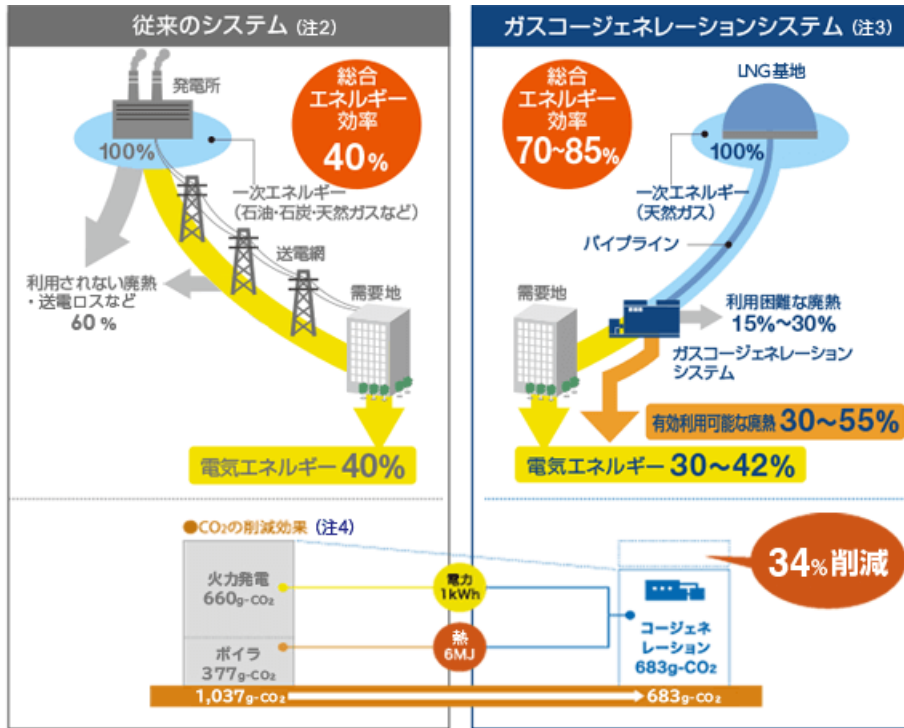 従来のシステム (注2)
発電所
総合
エネルギー
効率
40%
100%
一次エネルギー
(石油・石炭・天然ガスなど)
送電網
利用されない廃熱
・送電ロスなど
60%
需要地
電気エネルギー 40%
ガスコージェネレーションシステム (注3)
総合
エネルギー
効率
70~85%
LNG基地
100%
一次エネルギー
(天然ガス)
パイプライン
需要地
利用困難な廃熱
15%~30%
ガスコージェネレーション
システム
有効利用可能な廃熱 30~55%
電気エネルギー 30~42%
●CO2の削減効果 (注4)
火力発電
660g-CO2
ボイラ
377g-CO2
電力
1kWh
熱
6MJ
34%削減
コージェネ
レーション
683g-CO2
1,037g-CO2
683g-CO2